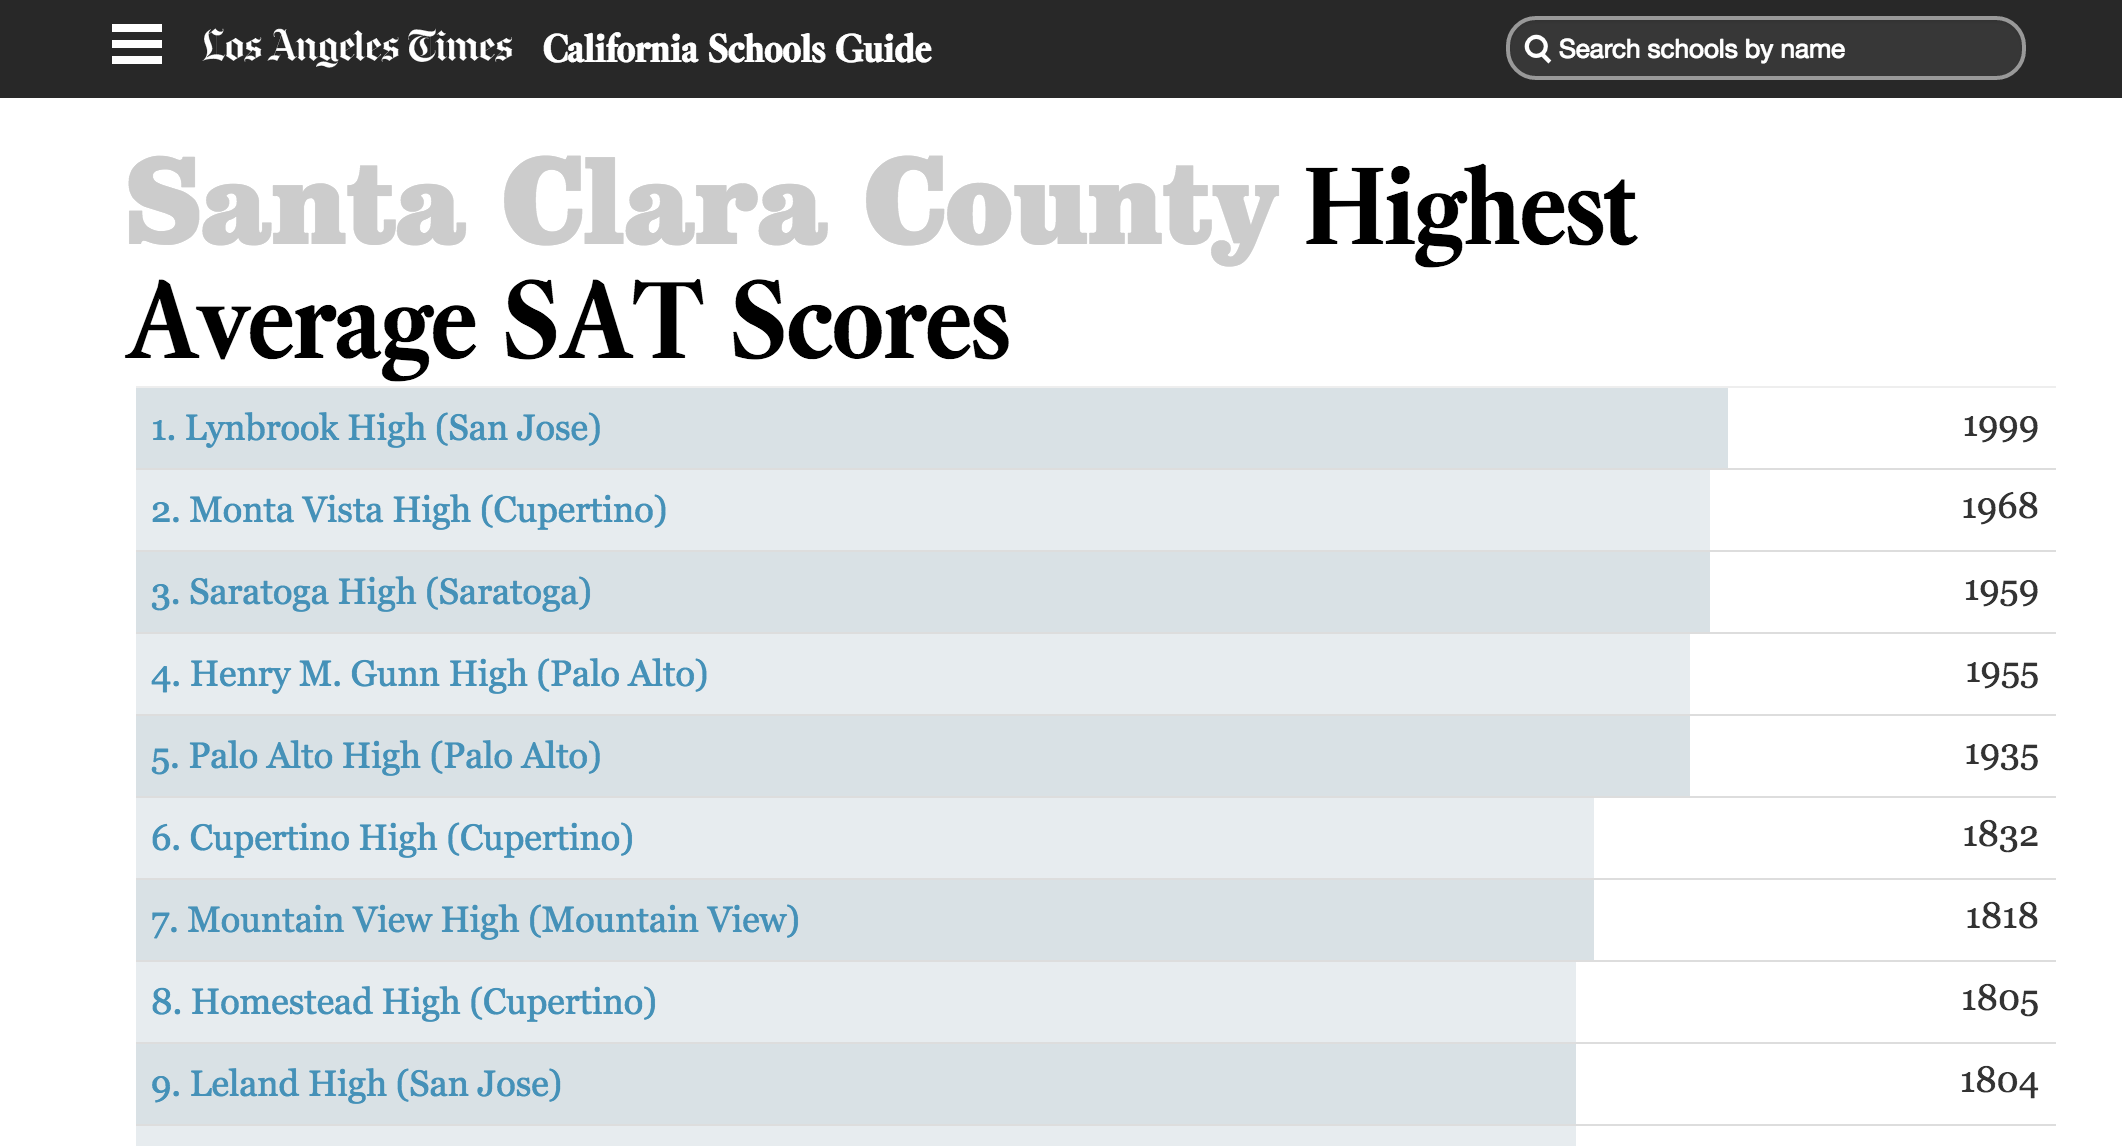 Los Angeles Times California Schools Guide Search schools by name
Santa Clara County Highest
Average SAT Scores
1. Lynbrook High (San Jose) 1999
2. Monta Vista High (Cupertino) 1968
3. Saratoga High (Saratoga) 1959
4. Henry M. Gunn High (Palo Alto) 1955
5. Palo Alto High (Palo Alto) 1935
6. Cupertino High (Cupertino) 1832
7. Mountain View High (Mountain View) 1818
8. Homestead High (Cupertino) 1805
9. Leland High (San Jose) 1804